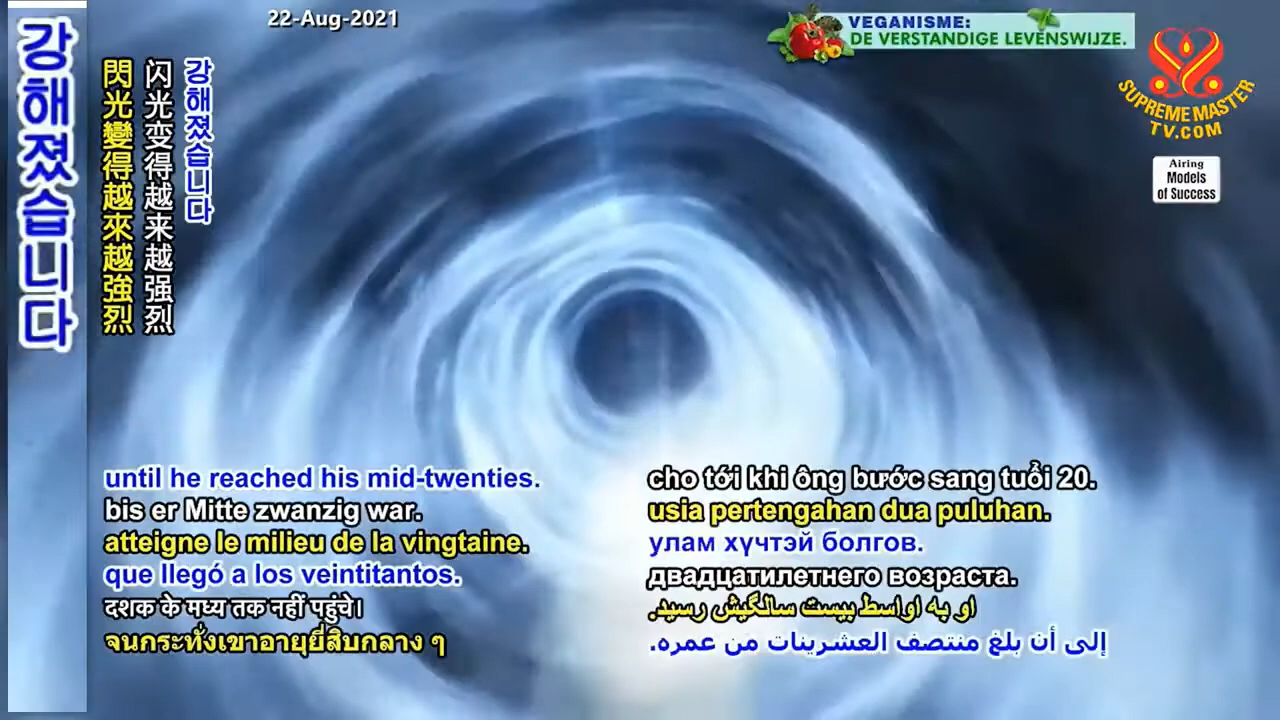 22-Aug-2021
VEGANISME:
DE VERSTANDIGE LEVENSWIJZE.
SUPREME MASTER
TV.COM
Airing
Models
of Success
강해졌습니다
閃光變得越來越強烈
闪光变得越来越强烈
강해졌습니다
until he reached his mid-twenties.
bis er Mitte zwanzig war.
atteigne le milieu de la vingtaine.
que llegó a los veintitantos.
दशक के मध्य तक नहीं पहुंचे।
จนกระทั่งเขาอายุยี่สิบกลาง ๆ
cho tới khi ông bước sang tuổi 20.
usia pertengahan dua puluhan.
улам хүчтэй болгов.
двадцатилетнего возраста.
او به اواسط بیست سالگیش رسید.
إلى أن بلغ منتصف العشرينات من عمره.